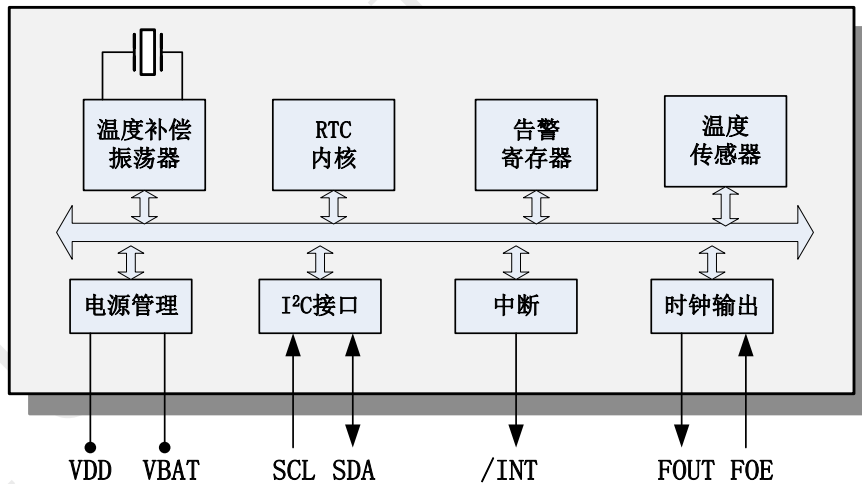 温度补偿
振荡器
RTC
内核
告警
寄存器
温度
传感器
电源管理
I²C接口
中断
时钟输出
VDD
VBAT
SCL
SDA
/INT
FOUT
FOE